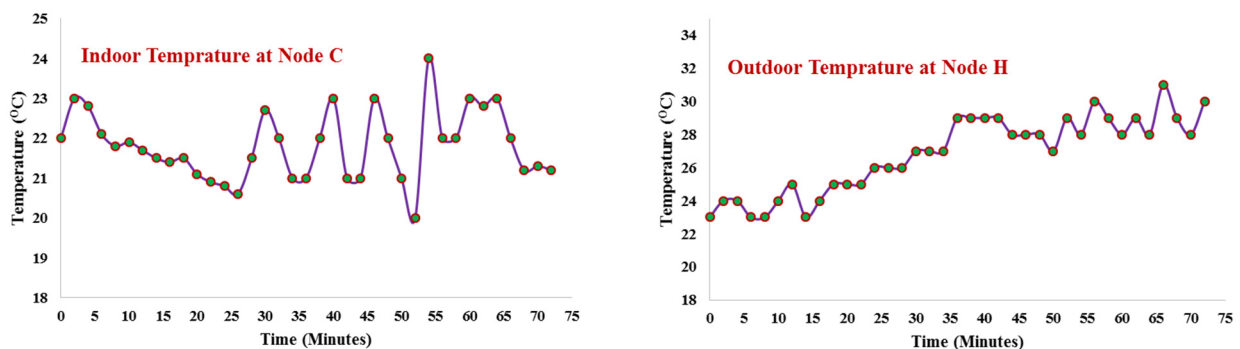 Indoor Temprature at Node C
Temperature (⁰C)
25
24
23
22
21
20
19
18
0 5 10 15 20 25 30 35 40 45 50 55 60 65 70 75
Time (Minutes)
Outdoor Temprature at Node H
Temperature (⁰C)
34
32
30
28
26
24
22
20
18
0 5 10 15 20 25 30 35 40 45 50 55 60 65 70 75
Time (Minutes)